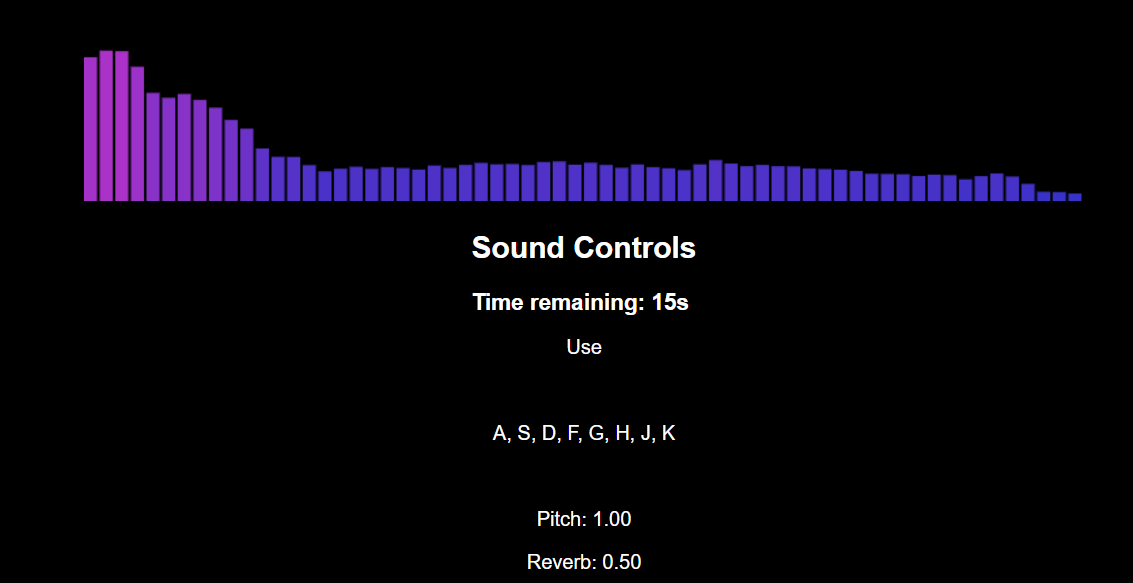 Sound Controls
Time remaining: 15s
Use
A, S, D, F, G, H, J, K
Pitch: 1.00
Reverb: 0.50